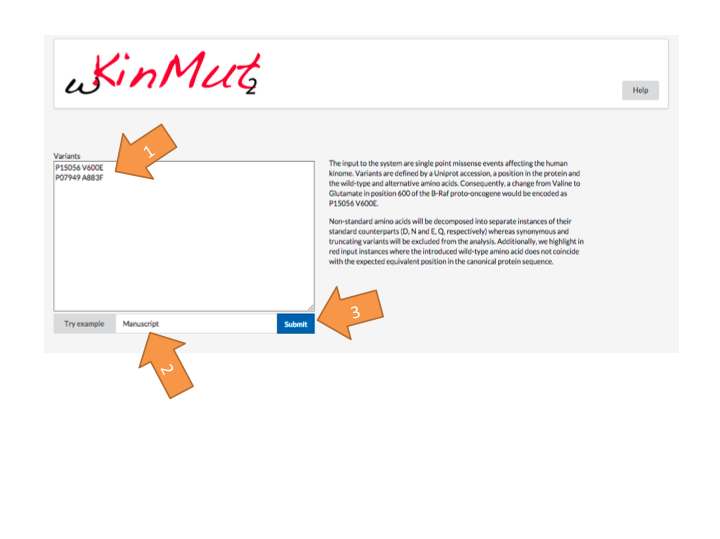 wKinMut2
Help
1
Variants
P15056 V600E
P07949 A883F
The input to the system are single point missense events affecting the human
kinome. Variants are defined by a Uniprot accession, a position in the protein and
the wild-type and alternative amino acids. Consequently, a change from Valine to
Glutamate in position 600 of the B-Raf proto-oncogene would be encoded as
P15056 V600E.
Non-standard amino acids will be decomposed into separate instances of their
standard counterparts (D, N and E, Q, respectively) whereas synonymous and
truncating variants will be excluded from the analysis. Additionally, we highlight in
red input instances where the introduced wild-type amino acid does not coincide
with the expected equivalent position in the canonical protein sequence.
3
Try example
Manuscript
Submit
2